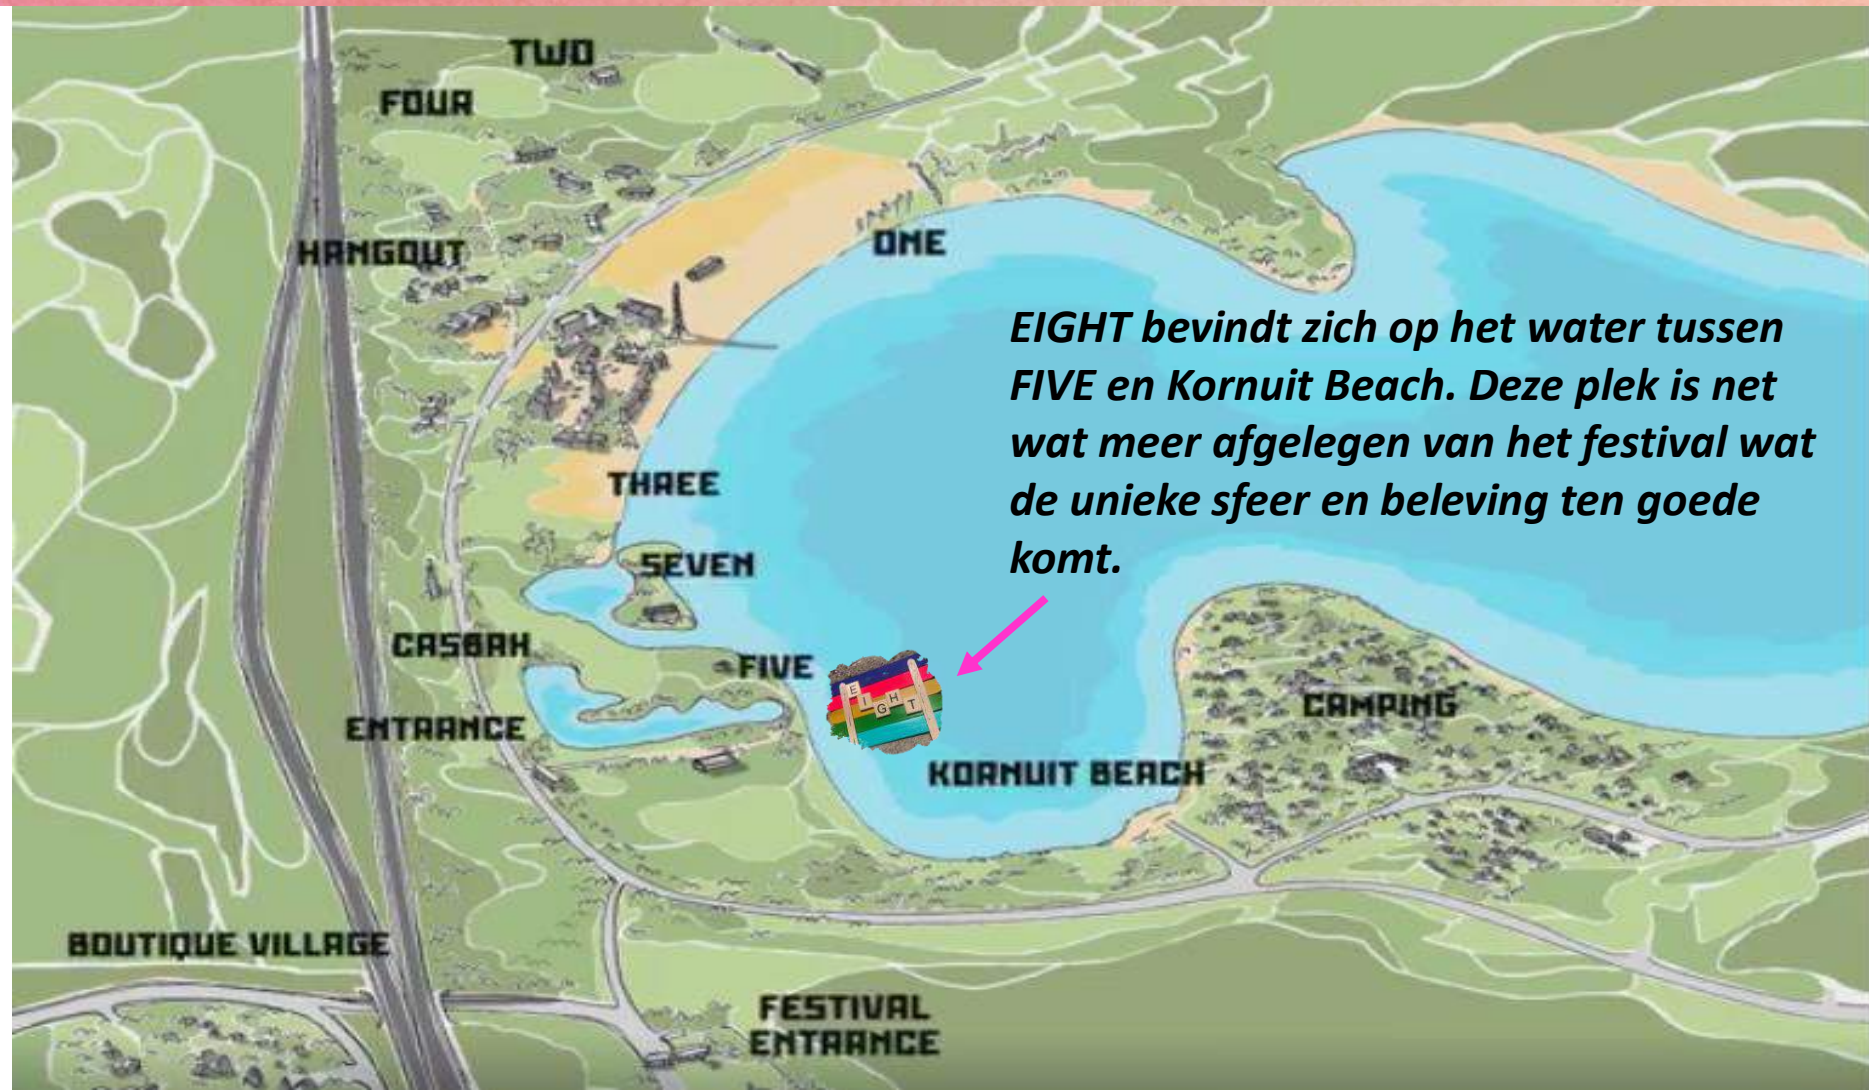 TWO
FOUR
HANGOUT
ONE
EIGHT bevindt zich op het water tussen
FIVE en Kornuit Beach. Deze plek is net
wat meer afgelegen van het festival wat
de unieke sfeer en beleving ten goede
komt.
THREE
SEVEN
CASBAH
FIVE
EIGHT
ENTRANCE
CAMPING
KORNUIT BEACH
BOUTIQUE VILLAGE
FESTIVAL
ENTRANCE